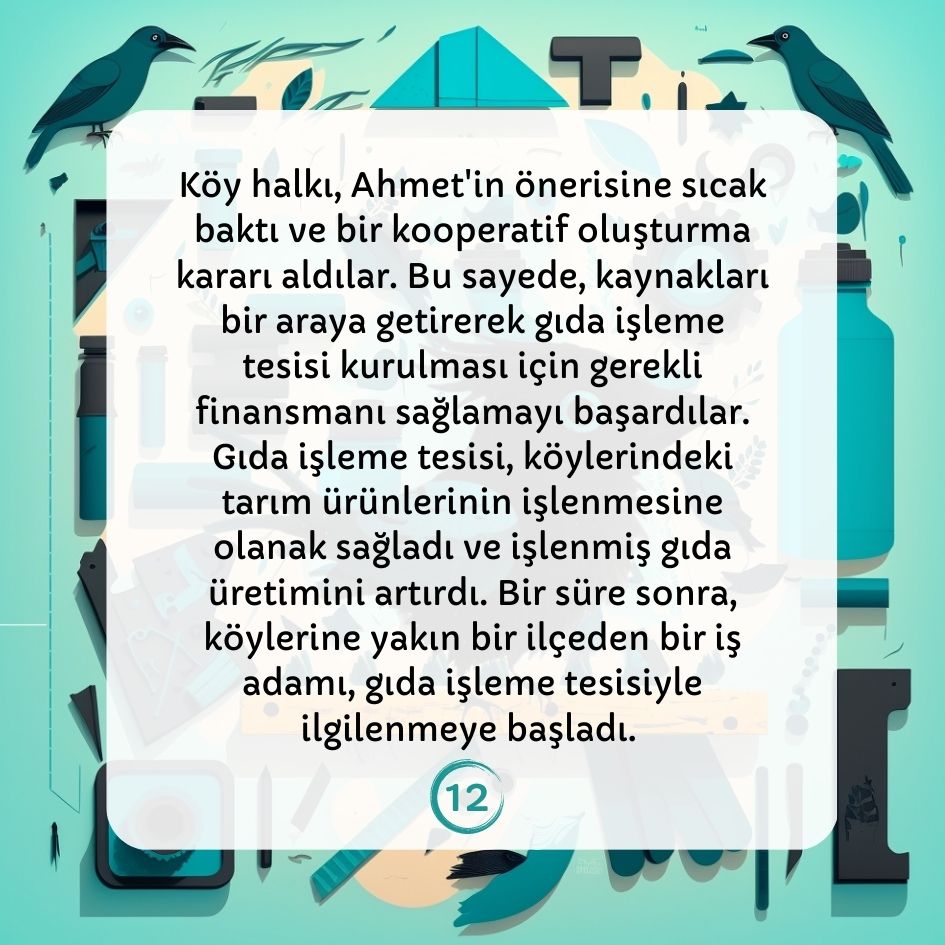 Köy halkı, Ahmet'in önerisine sıcak
baktı ve bir kooperatif oluşturma
kararı aldılar. Bu sayede, kaynakları
bir araya getirerek gıda işleme
tesisi kurulması için gerekli
finansmanı sağlamayı başardılar.
Gıda işleme tesisi, köylerindeki
tarım ürünlerinin işlenmesine
olanak sağladı ve işlenmiş gıda
üretimini artırdı. Bir süre sonra,
köylerine yakın bir ilçeden bir iş
adamı, gıda işleme tesisiyle
ilgilenmeye başladı.
12